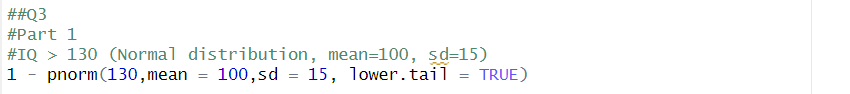 ##Q3
#Part 1
#IQ > 130 (Normal distribution, mean=100, sd=15)
1 - pnorm(130,mean = 100,sd = 15, lower.tail = TRUE)